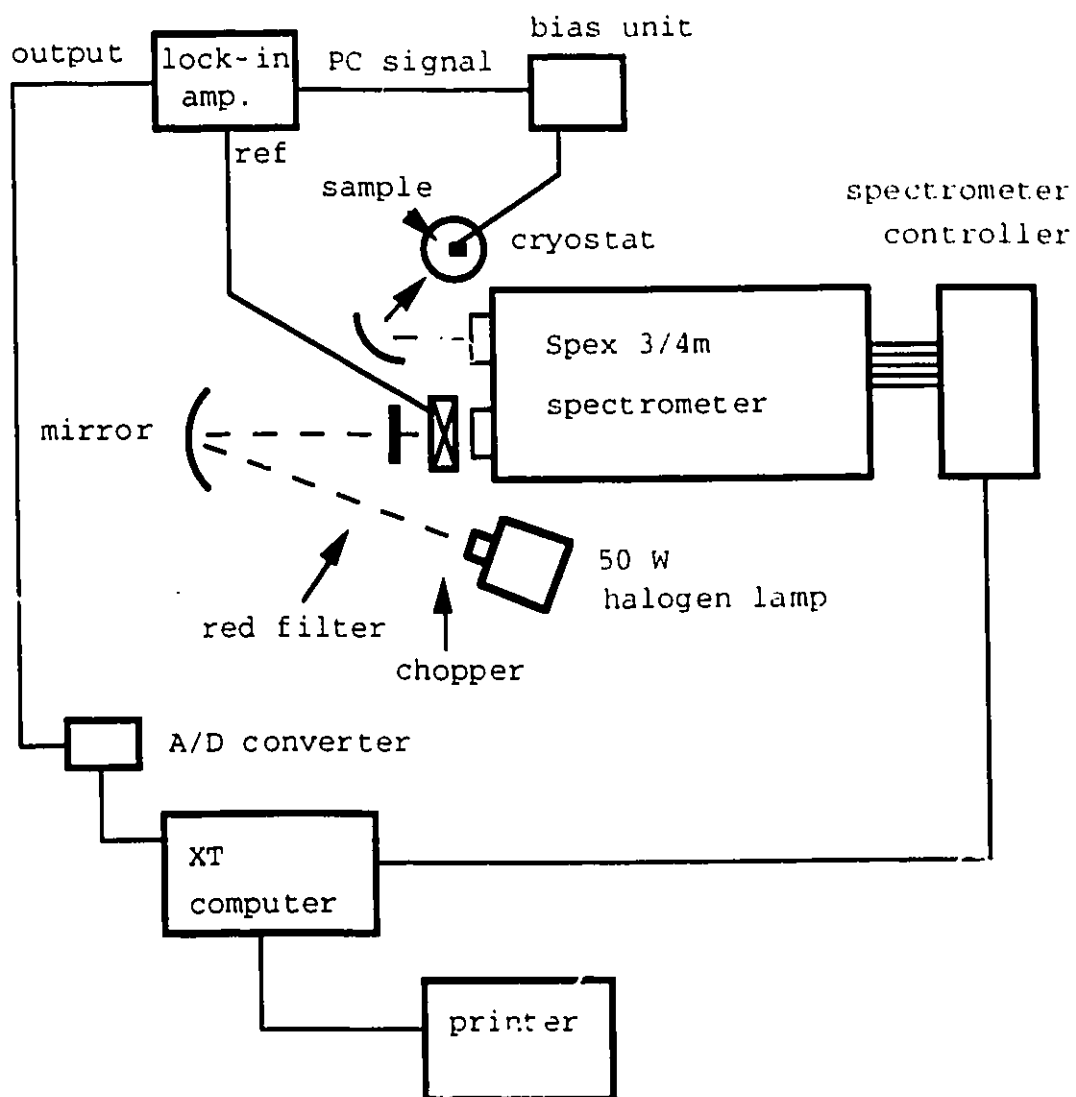 bias unit
output
lock-in
amp.
PC signal
ref
sample
cryostat
spectrometer
controller
Spex 3/4m
spectrometer
mirror
50 W
halogen lamp
red filter
chopper
A/D converter
XT
computer
printer